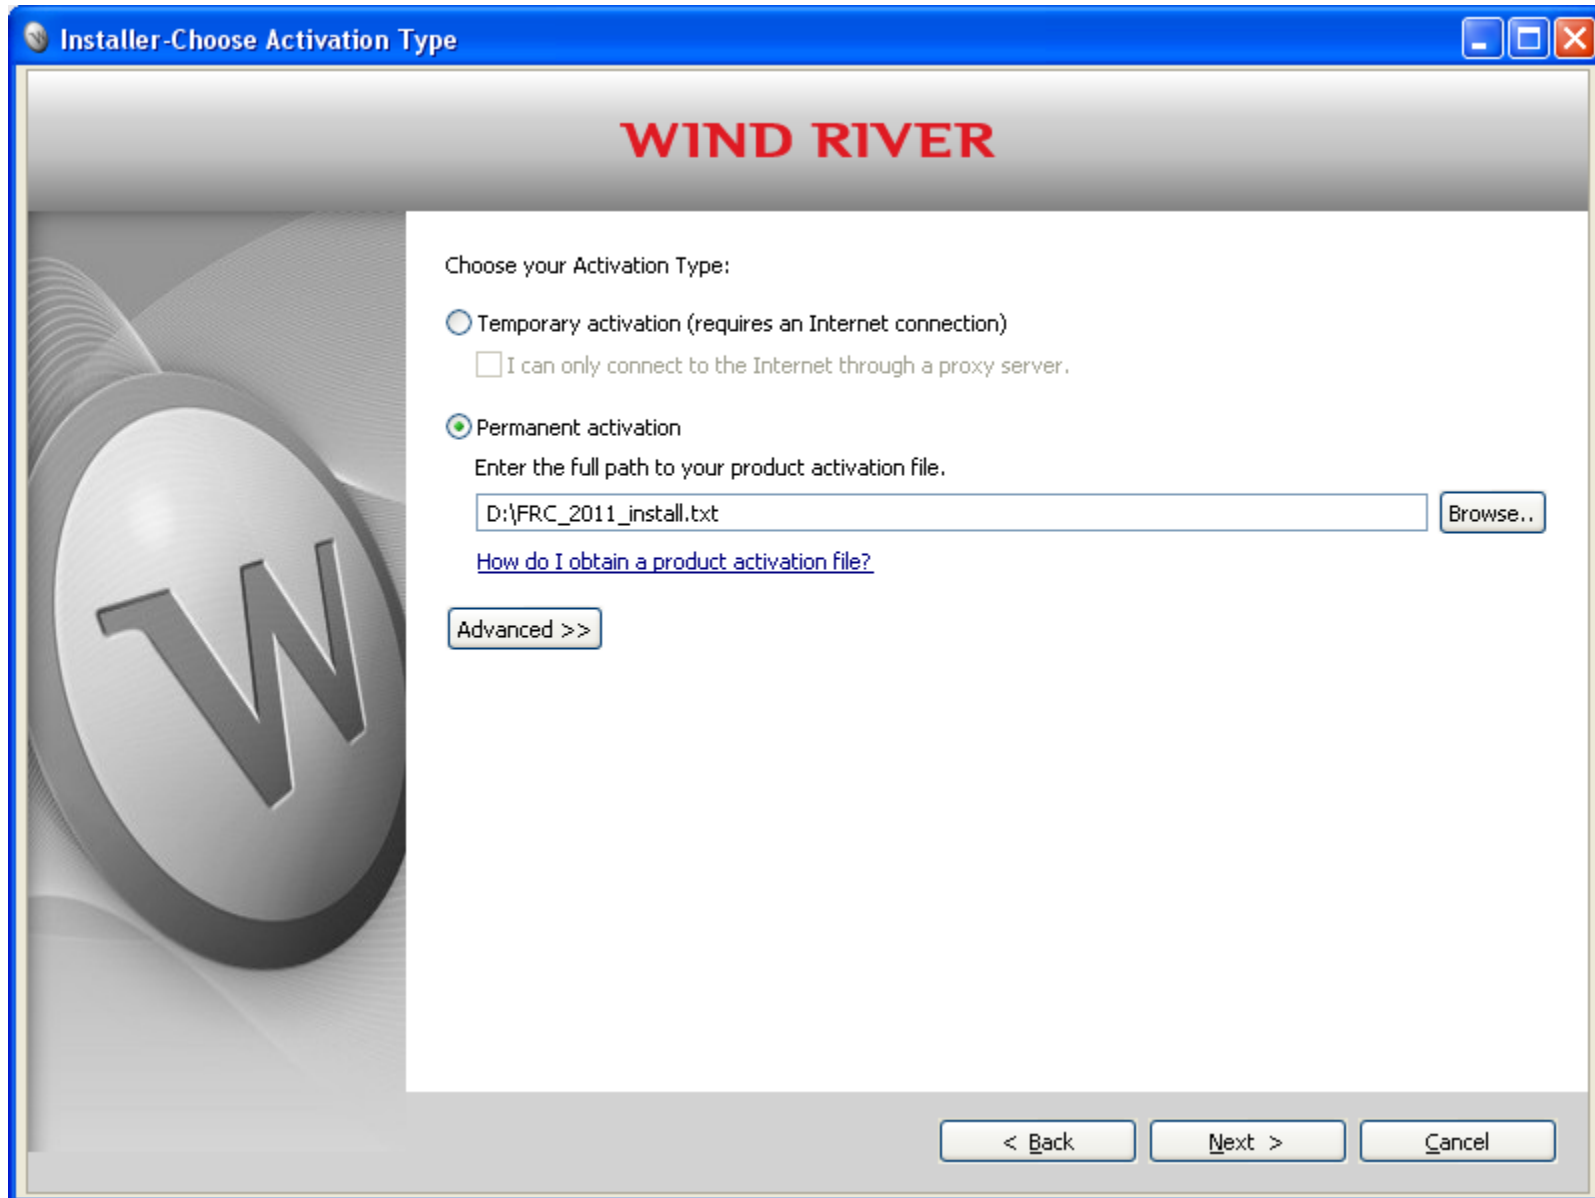 Installer-Choose Activation Type
WIND RIVER
Choose your Activation Type:
Temporary activation (requires an Internet connection)
I can only connect to the Internet through a proxy server.
Permanent activation
Enter the full path to your product activation file.
D:\FRC_2011_install.txt
Browse..
How do I obtain a product activation file?
Advanced >>
W
< Back
Next >
Cancel